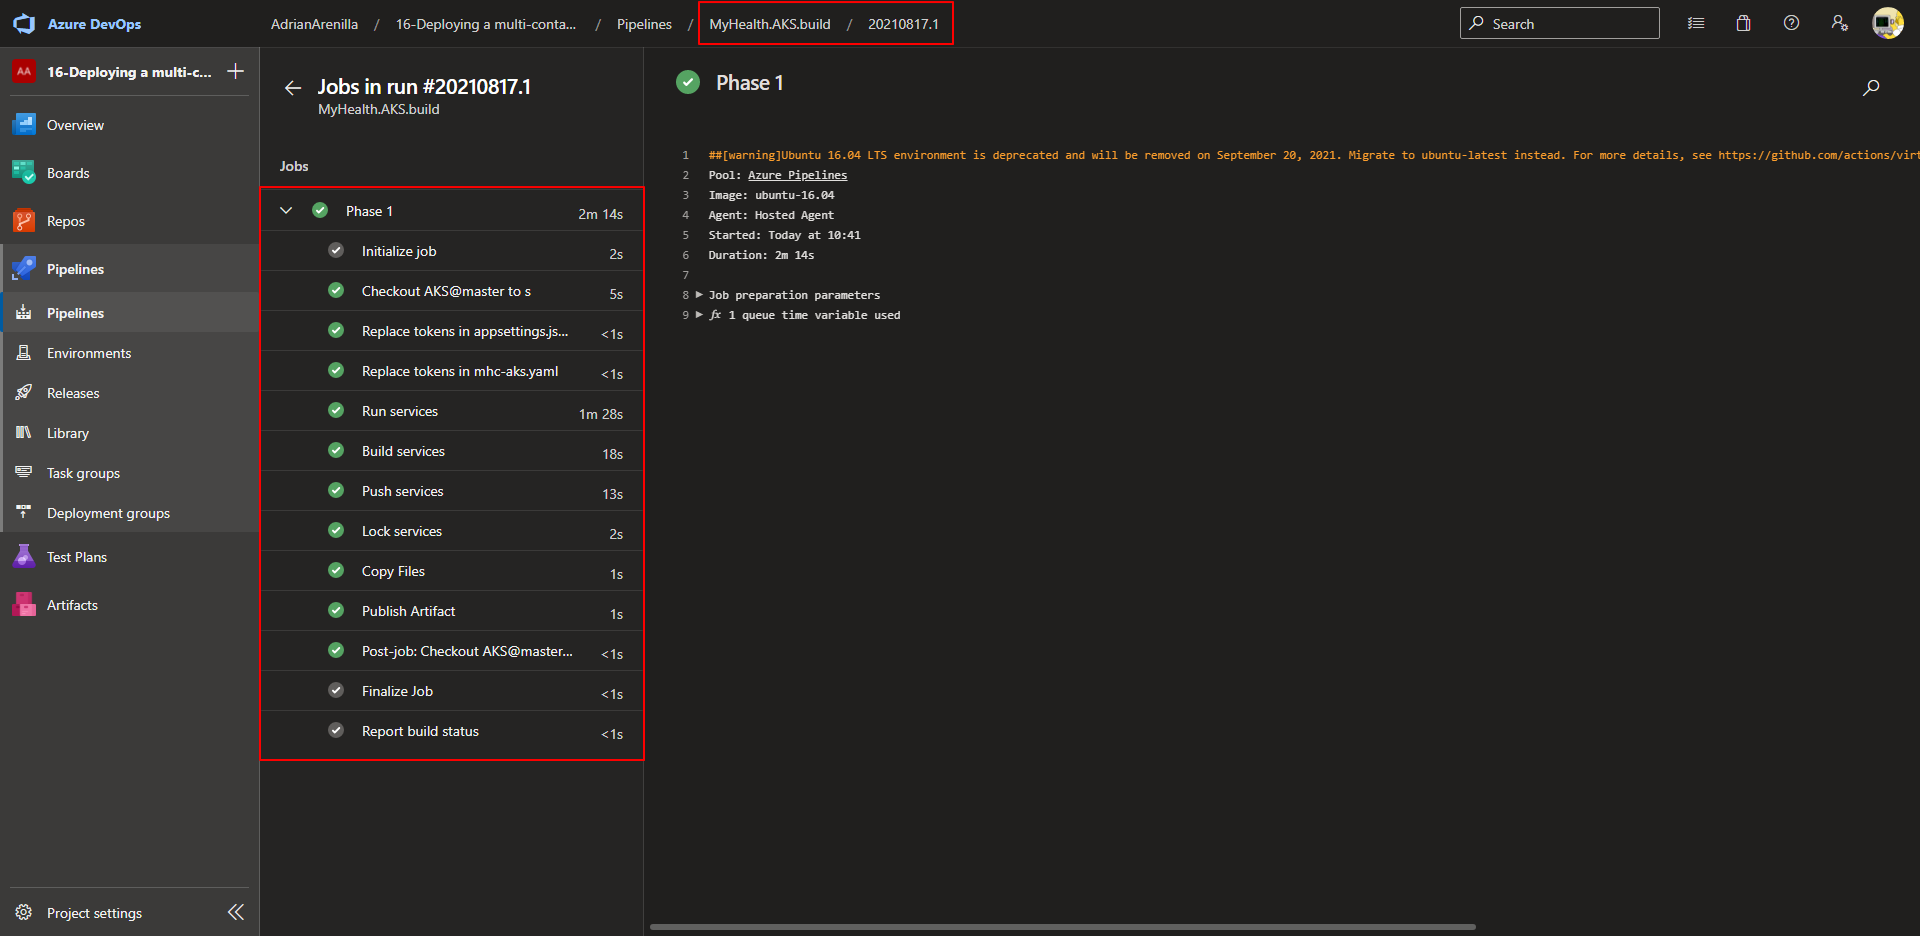 Azure DevOps
AdrianArenilla / 16-Deploying a multi-conta... / Pipelines / MyHealth.AKS.build / 20210817.1
Search
AA
16-Deploying a multi-c...
Overview
Boards
Repos
Pipelines
Pipelines
Environments
Releases
Library
Task groups
Deployment groups
Test Plans
Artifacts
Project settings
Jobs in run #20210817.1
MyHealth.AKS.build
Jobs
Phase 1 2m 14s
Initialize job 2s
Checkout AKS@master to s 5s
Replace tokens in appsettings.js... <1s
Replace tokens in mhc-aks.yaml <1s
Run services 1m 28s
Build services 18s
Push services 13s
Lock services 2s
Copy Files 1s
Publish Artifact 1s
Post-job: Checkout AKS@master... <1s
Finalize Job <1s
Report build status <1s
Phase 1
1 ##[warning]Ubuntu 16.04 LTS environment is deprecated and will be removed on September 20, 2021. Migrate to ubuntu-latest instead. For more details, see https://github.com/actions/virt
2 Pool: Azure Pipelines
3 Image: ubuntu-16.04
4 Agent: Hosted Agent
5 Started: Today at 10:41
6 Duration: 2m 14s
7
8 Job preparation parameters
9 fx 1 queue time variable used